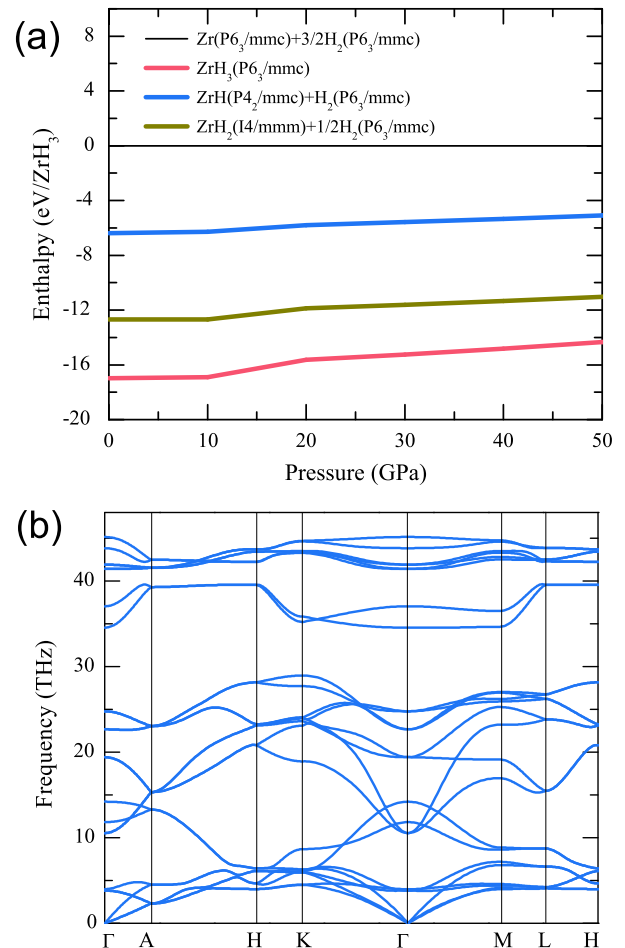 (a)
8
4
0
-4
-8
-12
-16
-20
Enthalpy (eV/ZrH₃)
Zr(P6₃/mmc)+3/2H₂(P6₃/mmc)
ZrH₃(P6₃/mmc)
ZrH(P4₂/mmc)+H₂(P6₃/mmc)
ZrH₂(I4/mmm)+1/2H₂(P6₃/mmc)
0 10 20 30 40 50
Pressure (GPa)
(b)
40
30
20
10
0
Frequency (THz)
Γ A H K Γ M L H